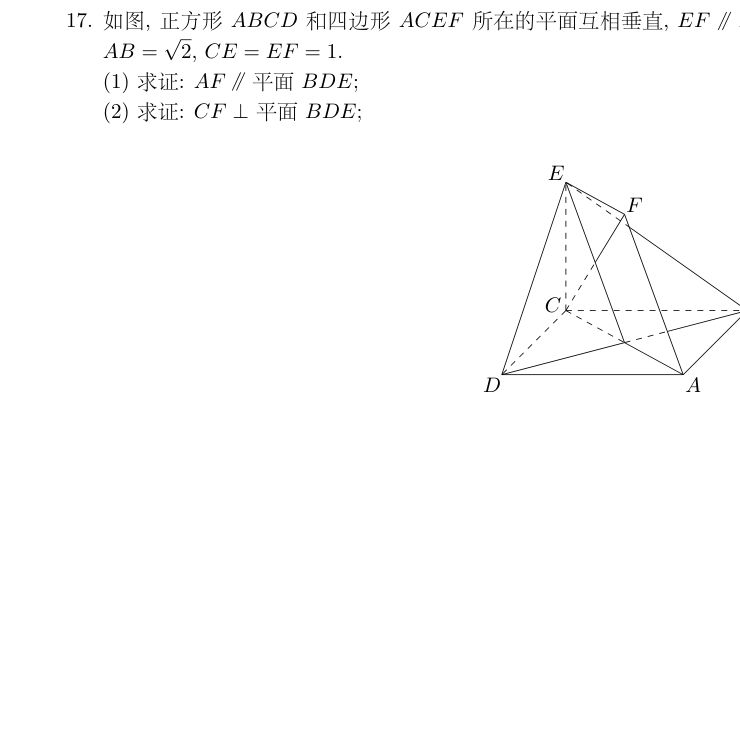 17. 如图, 正方形 ABCD 和四边形 ACEF 所在的平面互相垂直, EF ∥
AB = √2, CE = EF = 1.
(1) 求证: AF ∥ 平面 BDE;
(2) 求证: CF ⊥ 平面 BDE;
E
F
C
D
A